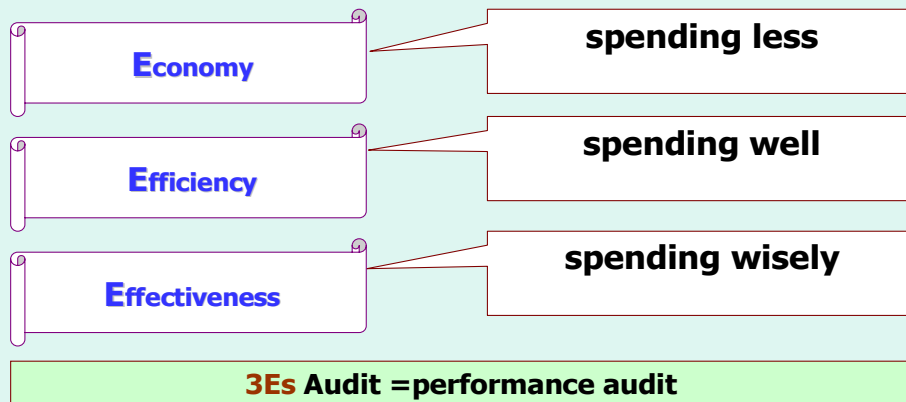 Economy
spending less
Efficiency
spending well
Effectiveness
spending wisely
3Es Audit =performance audit